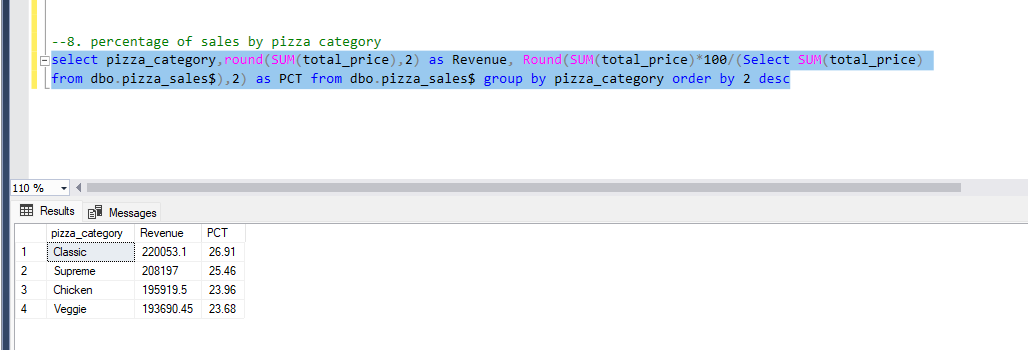 --8. percentage of sales by pizza category
select pizza_category,round(SUM(total_price),2) as Revenue, Round(SUM(total_price)*100/(Select SUM(total_price)
from dbo.pizza_sales$),2) as PCT from dbo.pizza_sales$ group by pizza_category order by 2 desc
110 %
Results Messages
pizza_category Revenue PCT
1 Classic 220053.1 26.91
2 Supreme 208197 25.46
3 Chicken 195919.5 23.96
4 Veggie 193690.45 23.68